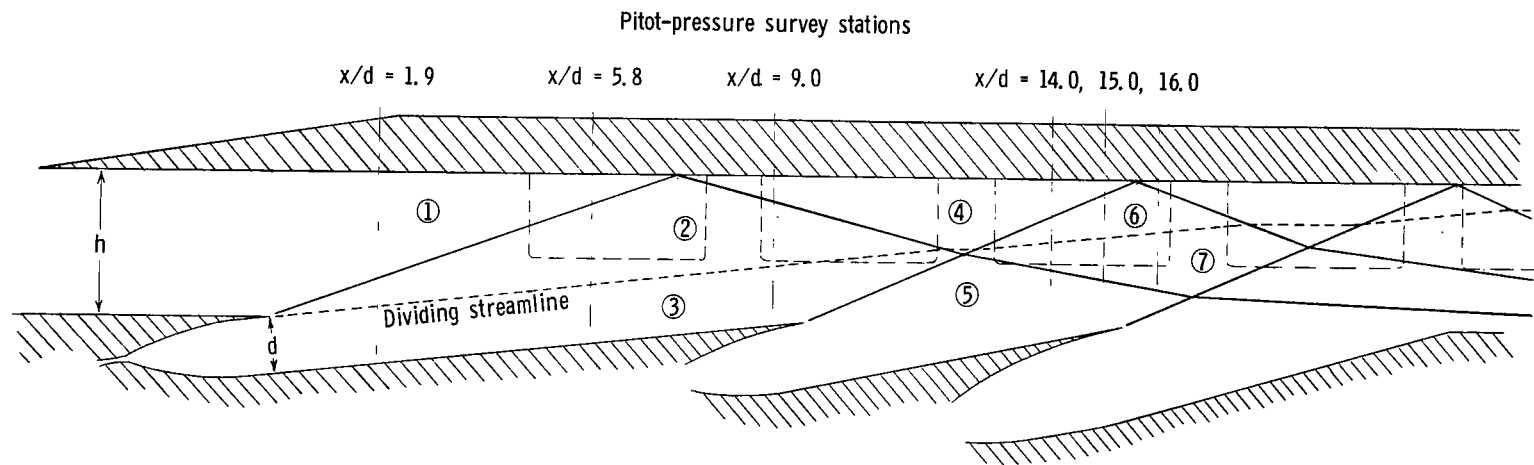 Pitot-pressure survey stations
x/d = 1.9
x/d = 5.8
x/d = 9.0
x/d = 14.0, 15.0, 16.0
①
④
⑥
②
h
⑦
Dividing streamline
③
⑤
d